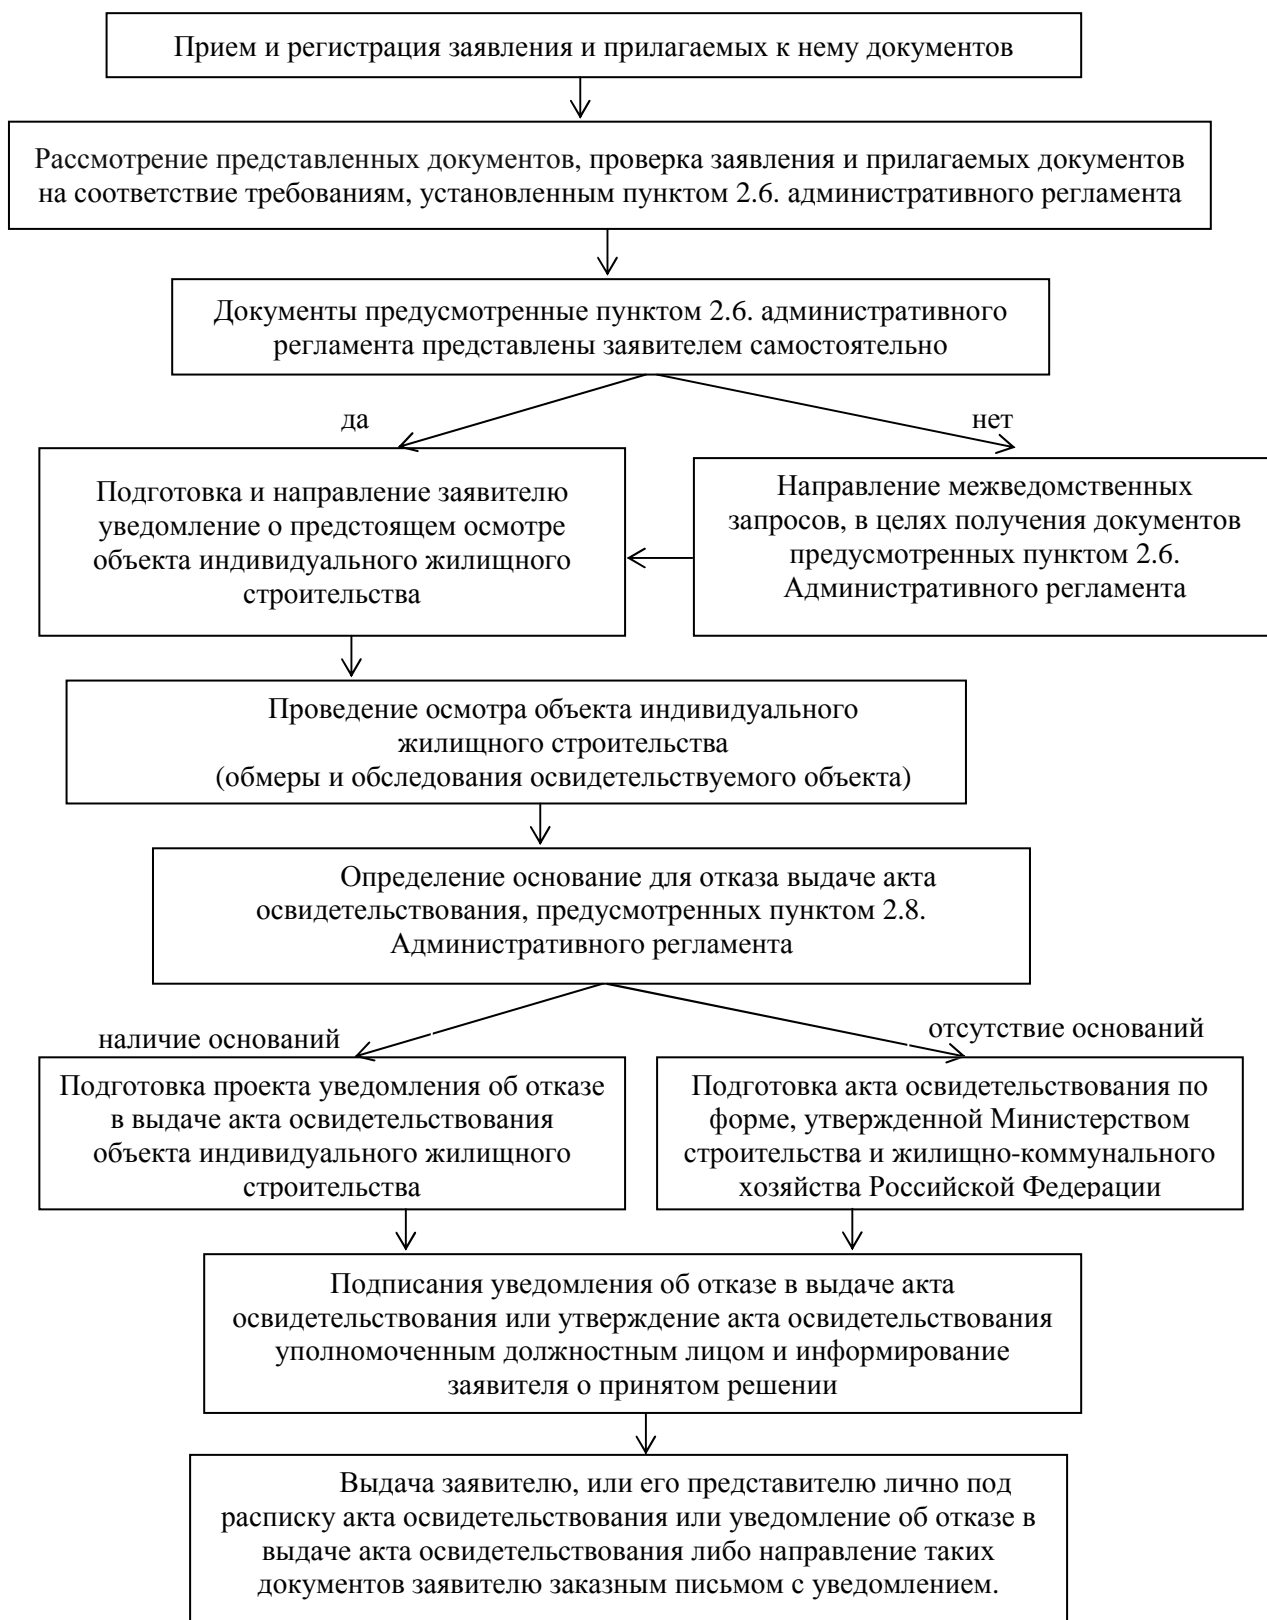 Прием и регистрация заявления и прилагаемых к нему документов
Рассмотрение представленных документов, проверка заявления и прилагаемых документов
на соответствие требованиям, установленным пунктом 2.6. административного регламента
Документы предусмотренные пунктом 2.6. административного
регламента представлены заявителем самостоятельно
да
нет
Подготовка и направление заявителю
уведомление о предстоящем осмотре
объекта индивидуального жилищного
строительства
Направление межведомственных
запросов, в целях получения документов
предусмотренных пунктом 2.6.
Административного регламента
Проведение осмотра объекта индивидуального
жилищного строительства
(обмеры и обследования освидетельствуемого объекта)
Определение основание для отказа выдаче акта
освидетельствования, предусмотренных пунктом 2.8.
Административного регламента
наличие оснований
отсутствие оснований
Подготовка проекта уведомления об отказе
в выдаче акта освидетельствования
объекта индивидуального жилищного
строительства
Подготовка акта освидетельствования по
форме, утвержденной Министерством
строительства и жилищно-коммунального
хозяйства Российской Федерации
Подписания уведомления об отказе в выдаче акта
освидетельствования или утверждение акта освидетельствования
уполномоченным должностным лицом и информирование
заявителя о принятом решении
Выдача заявителю, или его представителю лично под
расписку акта освидетельствования или уведомление об отказе в
выдаче акта освидетельствования либо направление таких
документов заявителю заказным письмом с уведомлением.